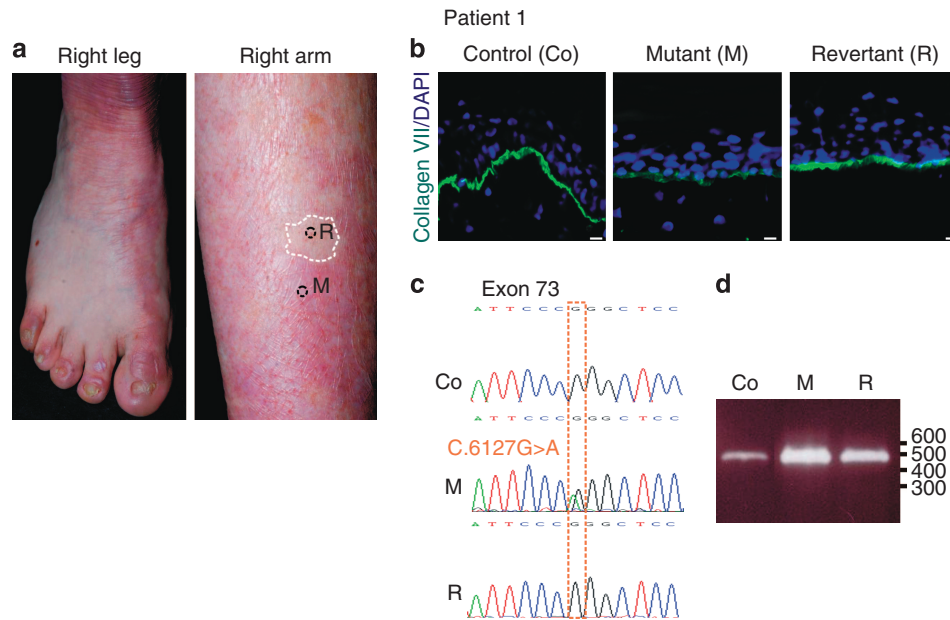 Patient 1
a
Right leg
Right arm
R
M
b
Control (Co)
Mutant (M)
Revertant (R)
Collagen VII/DAPI
c
Exon 73
A T T C C C G G G C T C C
Co
A T T C C C G G G C T C C
C.6127G>A
M
A T T C C C G G G C T C C
R
d
Co M R
600
500
400
300